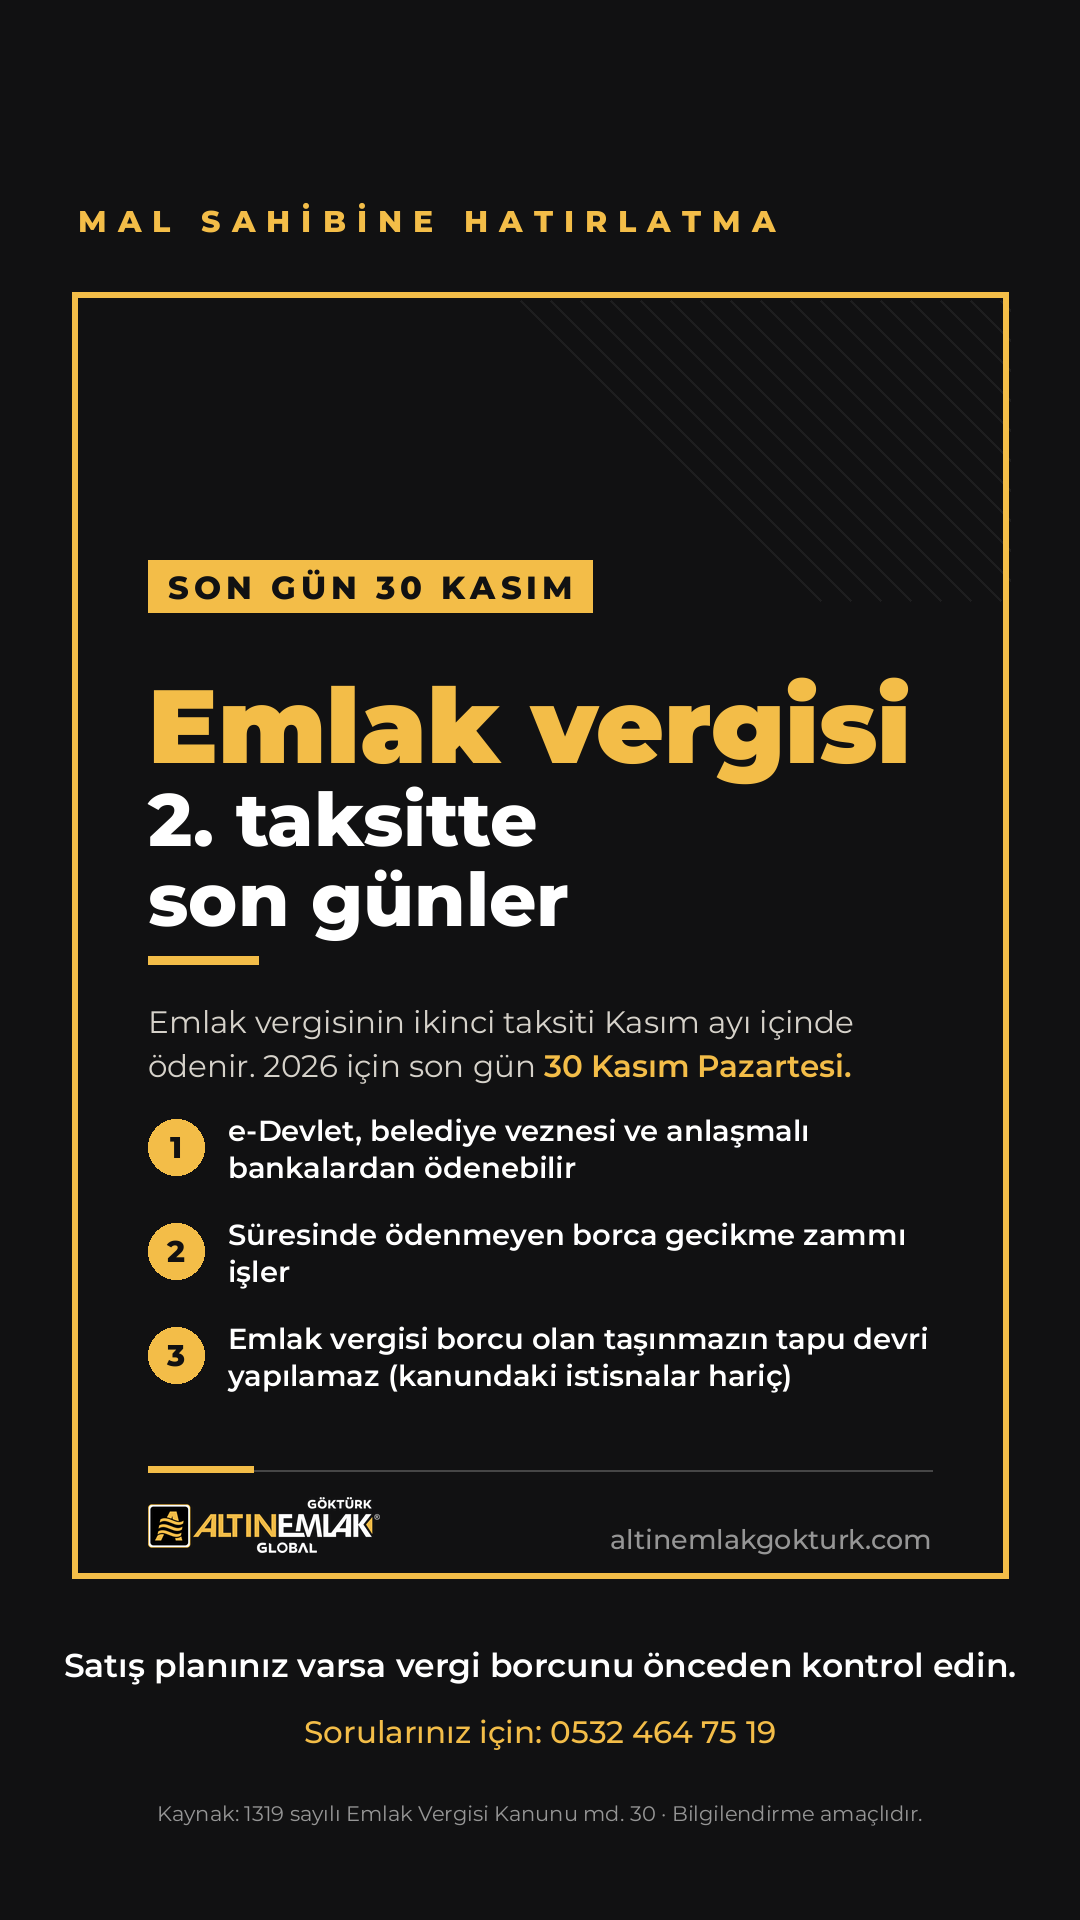 MAL SAHİBİNE HATIRLATMA
SON GÜN 30 KASIM
Emlak vergisi
2. taksitte
son günler
Emlak vergisinin ikinci taksiti Kasım ayı içinde
ödenir. 2026 için son gün 30 Kasım Pazartesi.
1 e-Devlet, belediye veznesi ve anlaşmalı
bankalardan ödenebilir
2 Süresinde ödenmeyen borca gecikme zammı
işler
3 Emlak vergisi borcu olan taşınmazın tapu devri
yapılamaz (kanundaki istisnalar hariç)
GÖKTÜRK
ALTINEMLAK®
GLOBAL
altinemlakgokturk.com
Satış planınız varsa vergi borcunu önceden kontrol edin.
Sorularınız için: 0532 464 75 19
Kaynak: 1319 sayılı Emlak Vergisi Kanunu md. 30 · Bilgilendirme amaçlıdır.